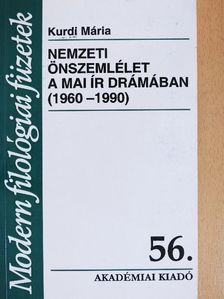 Modern filológiai füzetek
Kurdi Mária
NEMZETI
ÖNSZEMLÉLET
A MAI ÍR DRÁMÁBAN
(1960 –1990)
56.
AKADÉMIAI KIADÓ